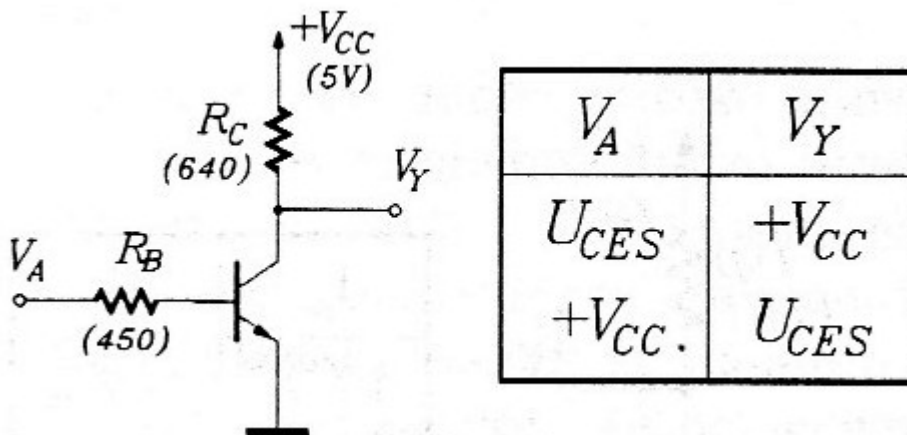 +V_CC
(5V)
R_C
(640)
V_Y
V_A
R_B
(450)
V_A V_Y
U_CES +V_CC
+V_CC. U_CES